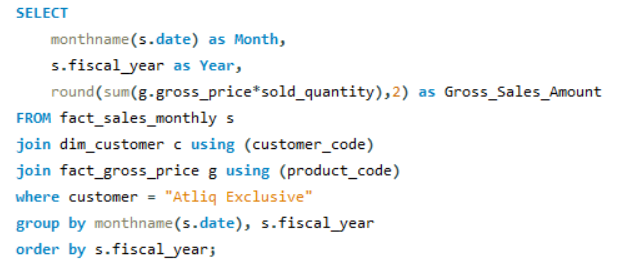 SELECT
monthname(s.date) as Month,
s.fiscal_year as Year,
round(sum(g.gross_price*sold_quantity),2) as Gross_Sales_Amount
FROM fact_sales_monthly s
join dim_customer c using (customer_code)
join fact_gross_price g using (product_code)
where customer = "Atliq Exclusive"
group by monthname(s.date), s.fiscal_year
order by s.fiscal_year;